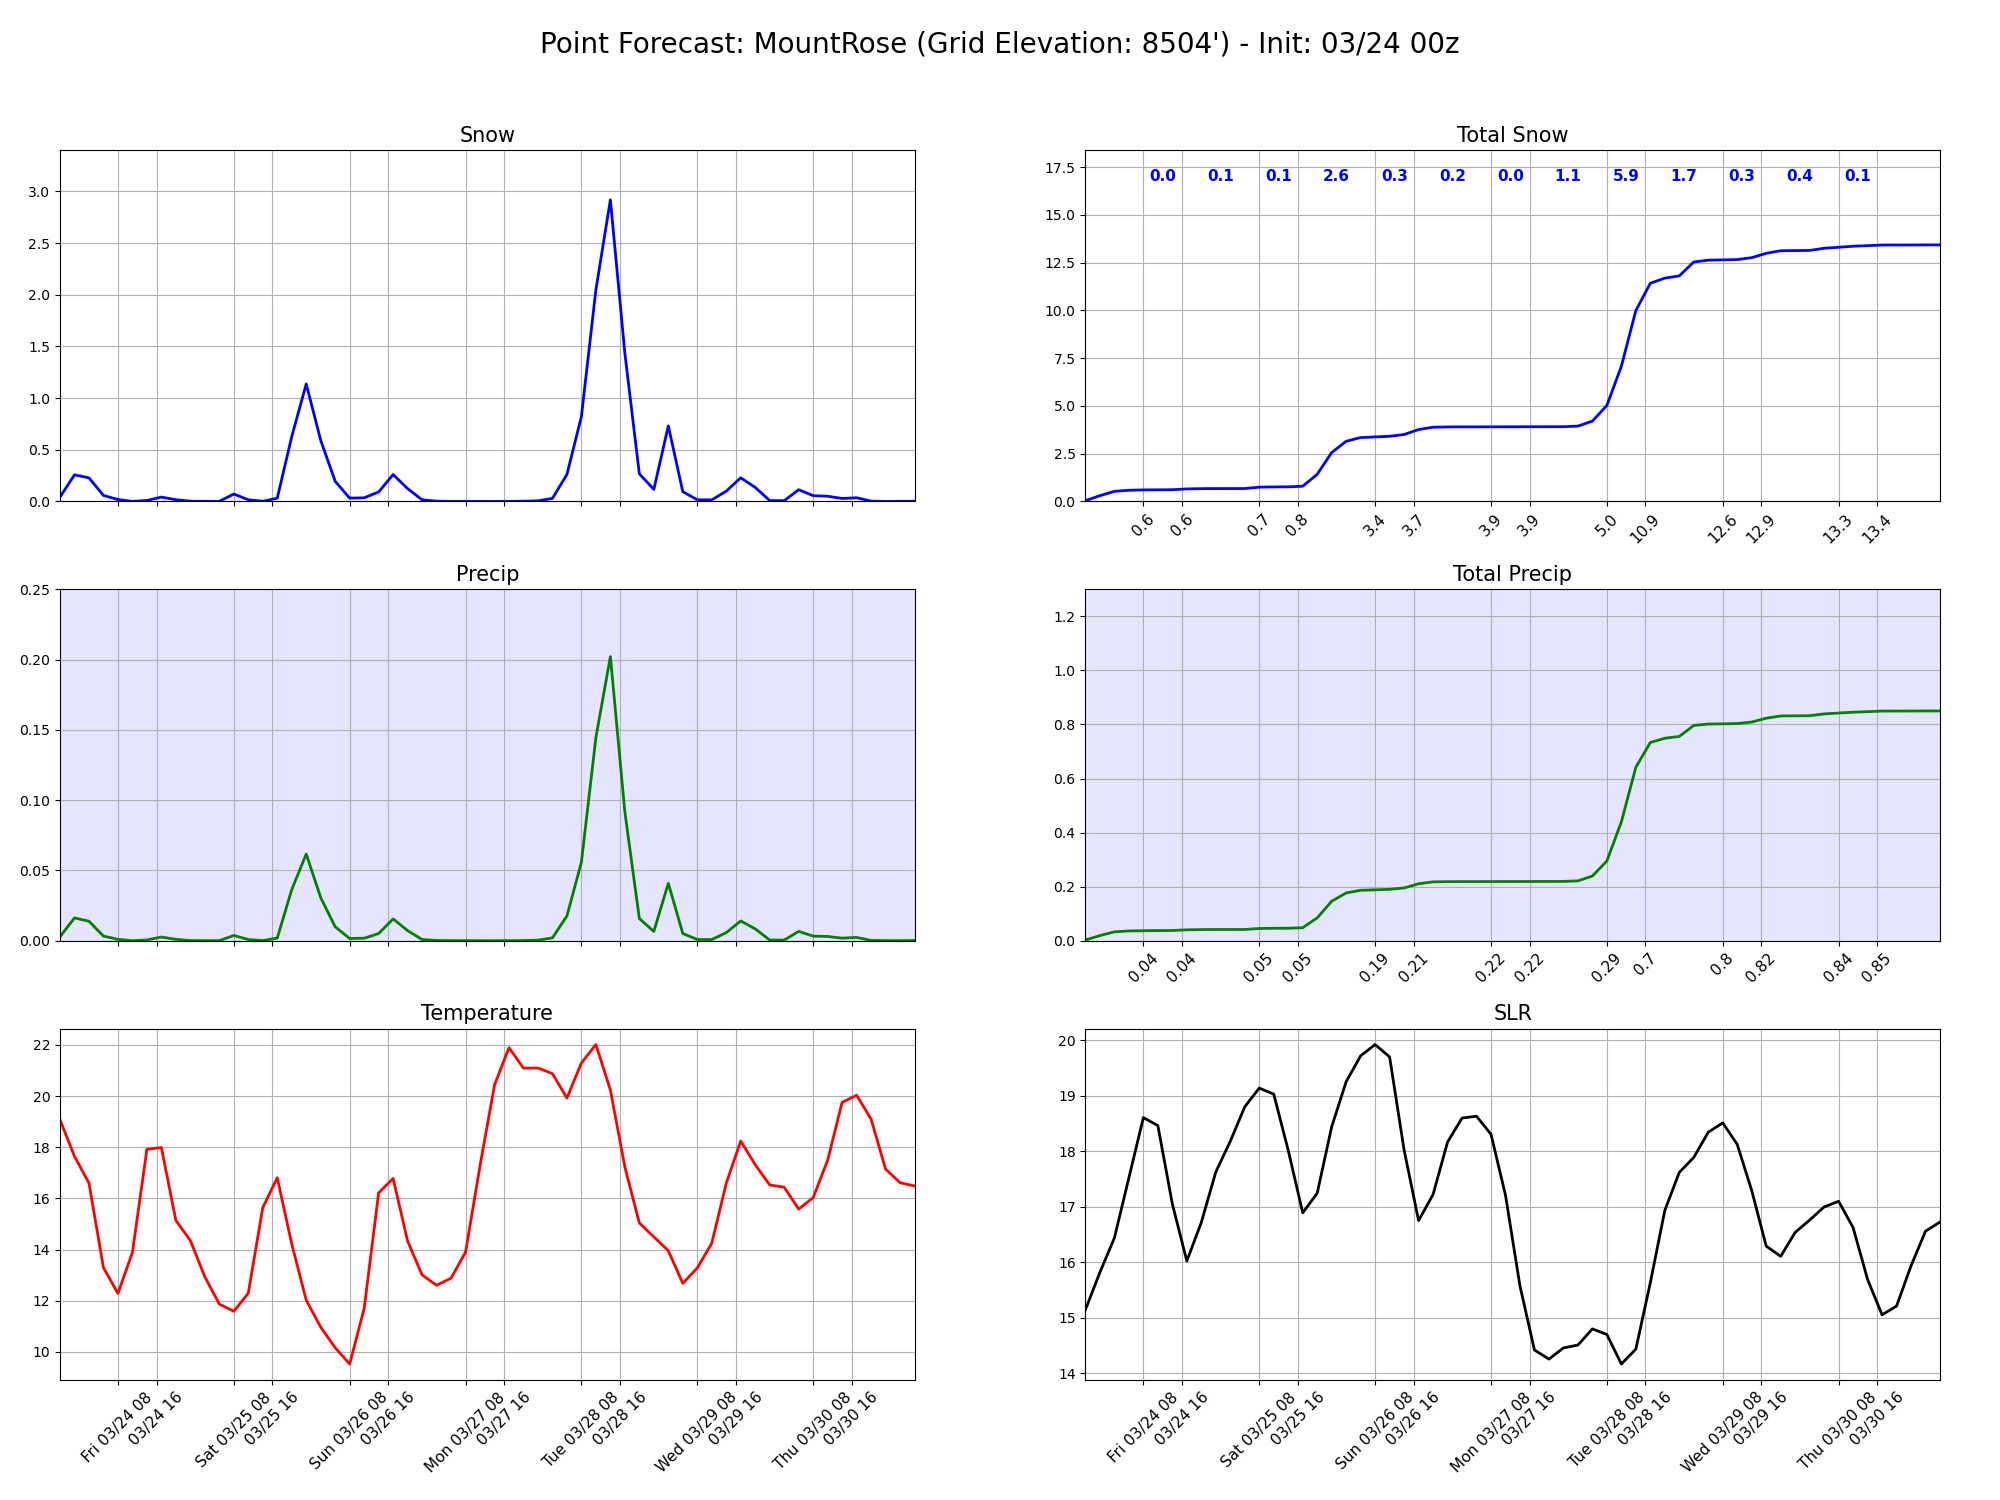 Point Forecast: MountRose (Grid Elevation: 8504') - Init: 03/24 00z
Snow
3.0
2.5
2.0
1.5
1.0
0.5
0.0
Total Snow
17.5
15.0
12.5
10.0
7.5
5.0
2.5
0.0
0.0 0.1 0.1 2.6 0.3 0.2 0.0 1.1 5.9 1.7 0.3 0.4 0.1
0.6 0.6 0.7 0.8 3.4 3.7 3.9 3.9 5.0 10.9 12.6 12.9 13.3 13.4
Precip
0.25
0.20
0.15
0.10
0.05
0.00
Total Precip
1.2
1.0
0.8
0.6
0.4
0.2
0.0
0.04 0.04 0.05 0.05 0.19 0.21 0.22 0.22 0.29 0.7 0.8 0.82 0.84 0.85
Temperature
22
20
18
16
14
12
10
Fri 03/24 08
03/24 16
Sat 03/25 08
03/25 16
Sun 03/26 08
03/26 16
Mon 03/27 08
03/27 16
Tue 03/28 08
03/28 16
Wed 03/29 08
03/29 16
Thu 03/30 08
03/30 16
SLR
20
19
18
17
16
15
14
Fri 03/24 08
03/24 16
Sat 03/25 08
03/25 16
Sun 03/26 08
03/26 16
Mon 03/27 08
03/27 16
Tue 03/28 08
03/28 16
Wed 03/29 08
03/29 16
Thu 03/30 08
03/30 16